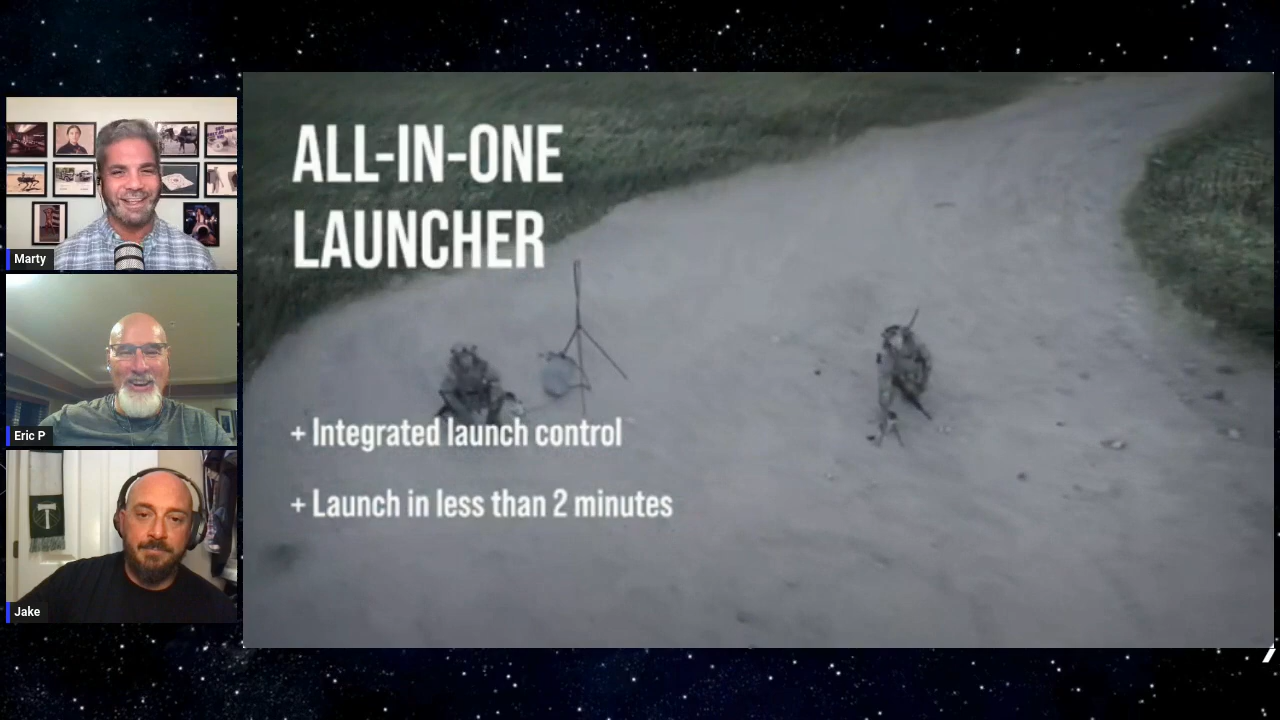 Marty
Eric P
T
Jake
ALL-IN-ONE
LAUNCHER
+ Integrated launch control
+ Launch in less than 2 minutes